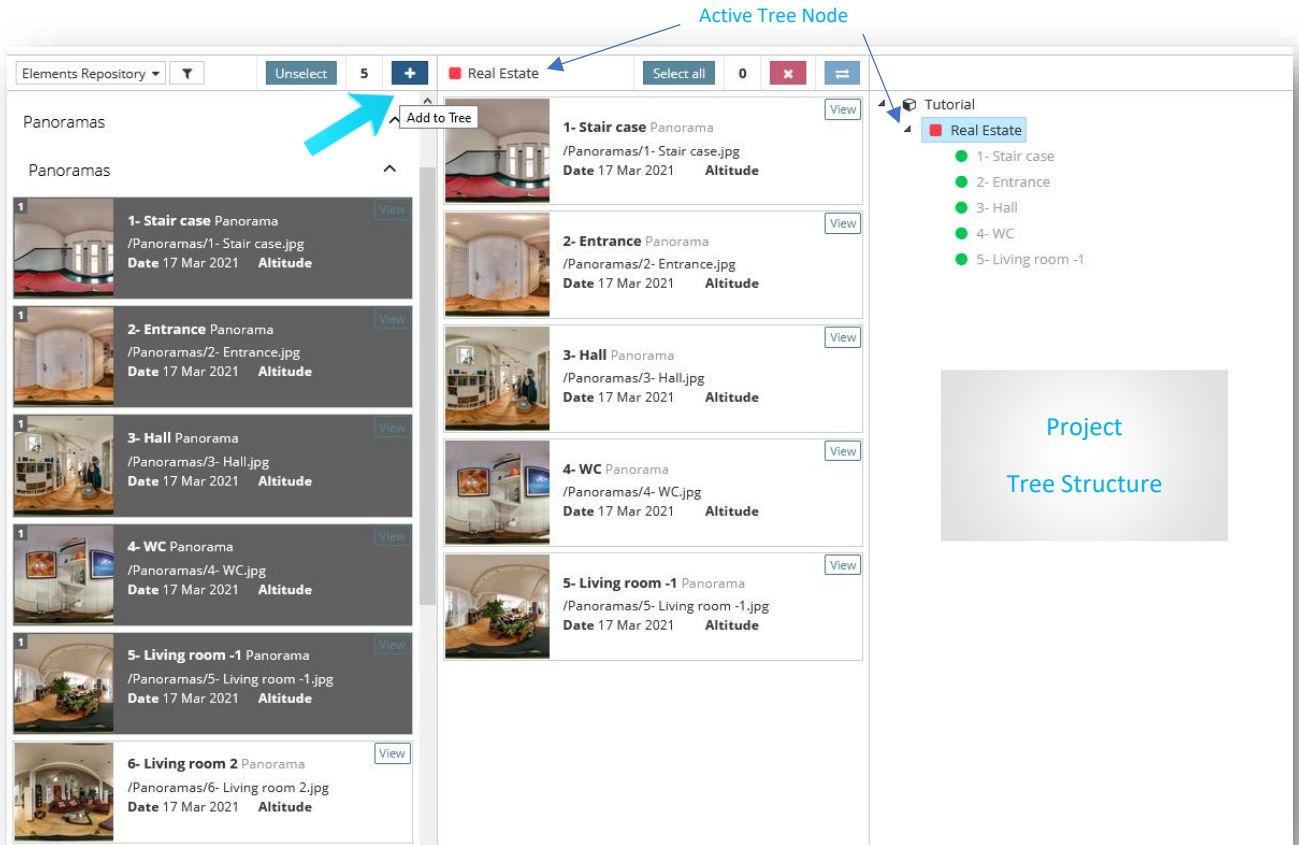 Active Tree Node
Elements Repository
Unselect
5
Add to Tree
Panoramas
Panoramas
1
1- Stair case Panorama
View
/Panoramas/1- Stair case.jpg
Date 17 Mar 2021 Altitude
1
2- Entrance Panorama
View
/Panoramas/2- Entrance.jpg
Date 17 Mar 2021 Altitude
1
3- Hall Panorama
View
/Panoramas/3- Hall.jpg
Date 17 Mar 2021 Altitude
1
4- WC Panorama
View
/Panoramas/4- WC.jpg
Date 17 Mar 2021 Altitude
1
5- Living room -1 Panorama
View
/Panoramas/5- Living room -1.jpg
Date 17 Mar 2021 Altitude
6- Living room 2 Panorama
View
/Panoramas/6- Living room 2.jpg
Date 17 Mar 2021 Altitude
Real Estate
Select all
0
1- Stair case Panorama
View
/Panoramas/1- Stair case.jpg
Date 17 Mar 2021 Altitude
2- Entrance Panorama
View
/Panoramas/2- Entrance.jpg
Date 17 Mar 2021 Altitude
3- Hall Panorama
View
/Panoramas/3- Hall.jpg
Date 17 Mar 2021 Altitude
4- WC Panorama
View
/Panoramas/4- WC.jpg
Date 17 Mar 2021 Altitude
5- Living room -1 Panorama
View
/Panoramas/5- Living room -1.jpg
Date 17 Mar 2021 Altitude
Tutorial
Real Estate
1- Stair case
2- Entrance
3- Hall
4- WC
5- Living room -1
Project
Tree Structure